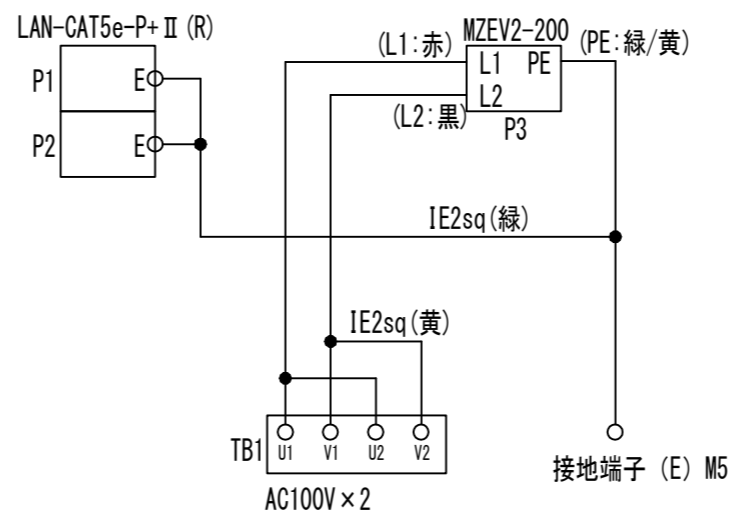 LAN-CAT5e-P+Ⅱ(R)
P1
E
P2
E
MZEV2-200
(L1:赤)
L1
PE
(PE:緑/黄)
L2
(L2:黒)
P3
IE2sq(緑)
IE2sq(黄)
TB1
U1
V1
U2
V2
AC100V×2
接地端子 (E) M5